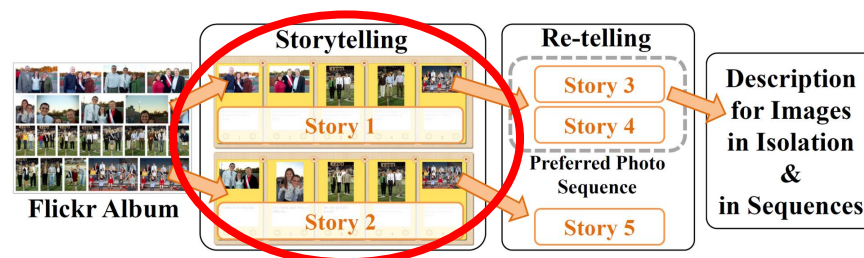 Storytelling
Re-telling
Flickr Album
Story 1
Story 2
Story 3
Story 4
Preferred Photo
Sequence
Story 5
Description
for Images
in Isolation
&
in Sequences